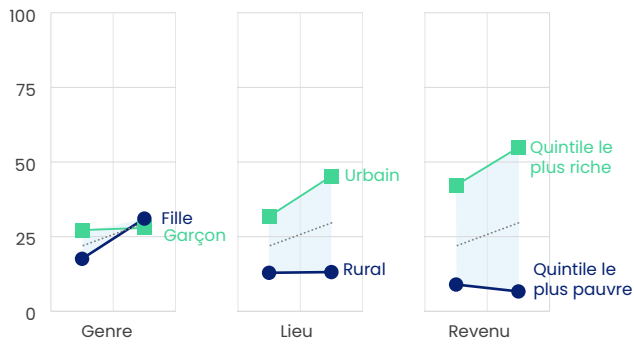 100
75
50
25
0
Fille
Garçon
Urbain
Rural
Quintile le
plus riche
Quintile le
plus pauvre
Genre
Lieu
Revenu